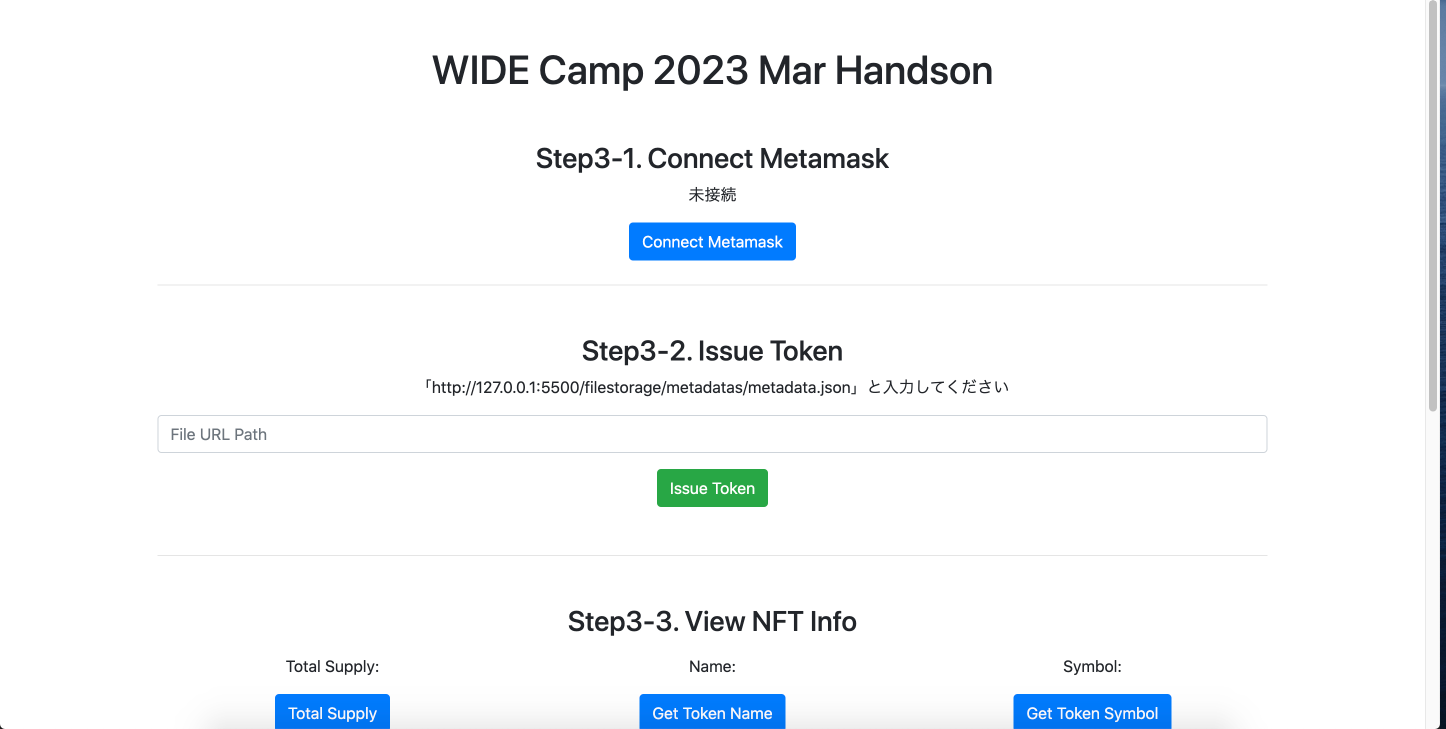 WIDE Camp 2023 Mar Handson
Step3-1. Connect Metamask
未接続
Connect Metamask
Step3-2. Issue Token
「http://127.0.0.1:5500/filestorage/metadatas/metadata.json」と入力してください
File URL Path
Issue Token
Step3-3. View NFT Info
Total Supply: Name: Symbol:
Total Supply Get Token Name Get Token Symbol